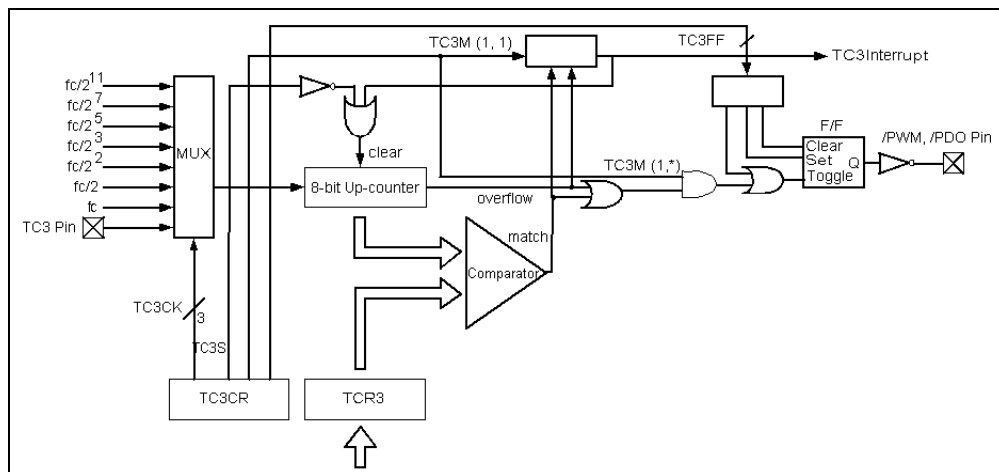 TC3M (1, 1)
TC3FF
TC3Interrupt
fc/2^11
fc/2^7
fc/2^5
fc/2^3
fc/2^2
fc/2
fc
TC3 Pin
MUX
clear
8-bit Up-counter
overflow
match
Comparator
TC3M (1,*)
F/F
Clear
Set
Q
Toggle
/PWM, /PDO Pin
TC3CK
3
TC3S
TC3CR
TCR3